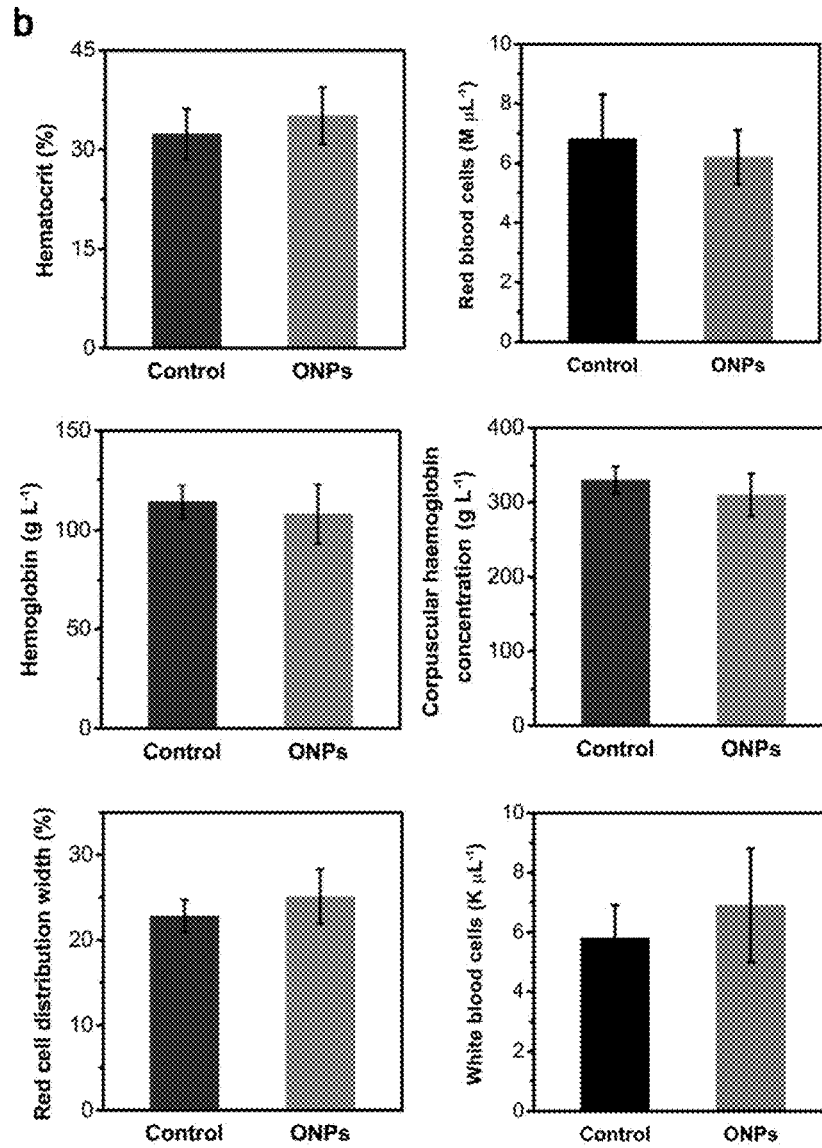 b
Hematocrit (%)
45
30
15
0
Control ONPs
Red blood cells (M µL⁻¹)
10
8
6
4
2
0
Control ONPs
Hemoglobin (g L⁻¹)
150
100
50
0
Control ONPs
Corpuscular haemoglobin
concentration (g L⁻¹)
400
300
200
100
0
Control ONPs
Red cell distribution width (%)
30
20
10
0
Control ONPs
White blood cells (K µL⁻¹)
10
8
6
4
2
0
Control ONPs